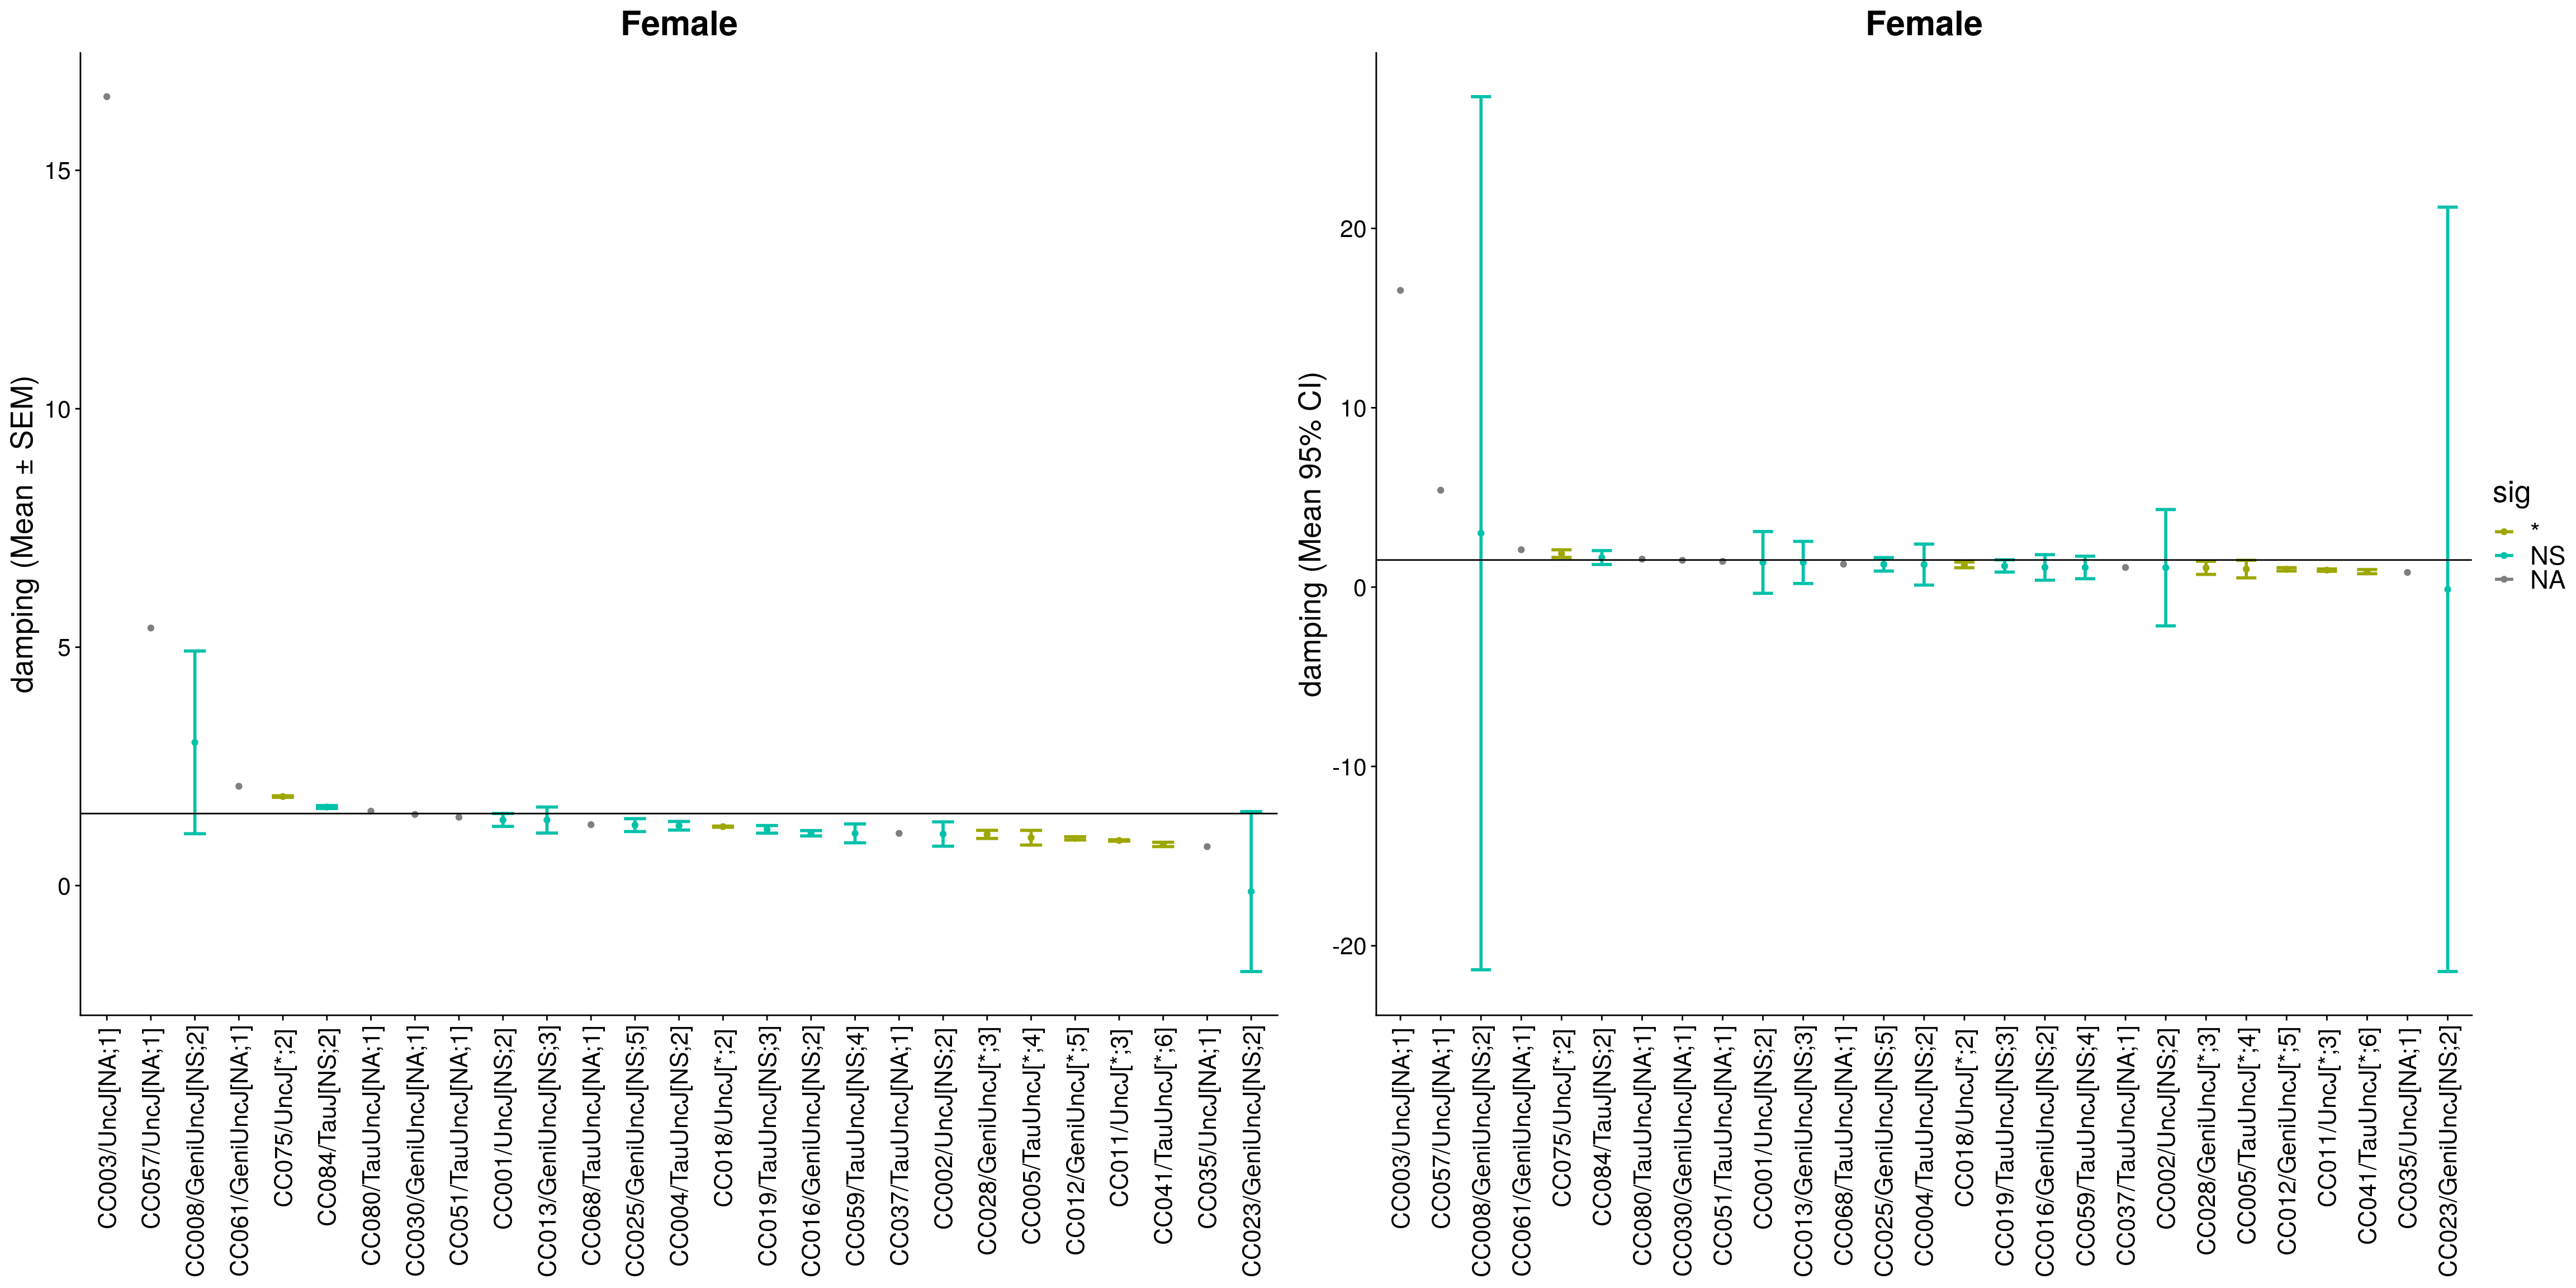 Female
damping (Mean ± SEM)
15
10
5
0
CC003/UncJ[NA;1]
CC057/UncJ[NA;1]
CC008/GeniUncJ[NS;2]
CC061/GeniUncJ[NA;1]
CC075/UncJ[*;2]
CC084/TauJ[NS;2]
CC080/TauUncJ[NA;1]
CC030/GeniUncJ[NA;1]
CC051/TauUncJ[NA;1]
CC001/UncJ[NS;2]
CC013/GeniUncJ[NS;3]
CC068/TauUncJ[NA;1]
CC025/GeniUncJ[NS;5]
CC004/TauUncJ[NS;2]
CC018/UncJ[*;2]
CC019/TauUncJ[NS;3]
CC016/GeniUncJ[NS;2]
CC059/TauUncJ[NS;4]
CC037/TauUncJ[NA;1]
CC002/UncJ[NS;2]
CC028/GeniUncJ[*;3]
CC005/TauUncJ[*;4]
CC012/GeniUncJ[*;5]
CC011/UncJ[*;3]
CC041/TauUncJ[*;6]
CC035/UncJ[NA;1]
CC023/GeniUncJ[NS;2]
Female
damping (Mean 95% CI)
20
10
0
-10
-20
CC003/UncJ[NA;1]
CC057/UncJ[NA;1]
CC008/GeniUncJ[NS;2]
CC061/GeniUncJ[NA;1]
CC075/UncJ[*;2]
CC084/TauJ[NS;2]
CC080/TauUncJ[NA;1]
CC030/GeniUncJ[NA;1]
CC051/TauUncJ[NA;1]
CC001/UncJ[NS;2]
CC013/GeniUncJ[NS;3]
CC068/TauUncJ[NA;1]
CC025/GeniUncJ[NS;5]
CC004/TauUncJ[NS;2]
CC018/UncJ[*;2]
CC019/TauUncJ[NS;3]
CC016/GeniUncJ[NS;2]
CC059/TauUncJ[NS;4]
CC037/TauUncJ[NA;1]
CC002/UncJ[NS;2]
CC028/GeniUncJ[*;3]
CC005/TauUncJ[*;4]
CC012/GeniUncJ[*;5]
CC011/UncJ[*;3]
CC041/TauUncJ[*;6]
CC035/UncJ[NA;1]
CC023/GeniUncJ[NS;2]
sig
*
NS
NA